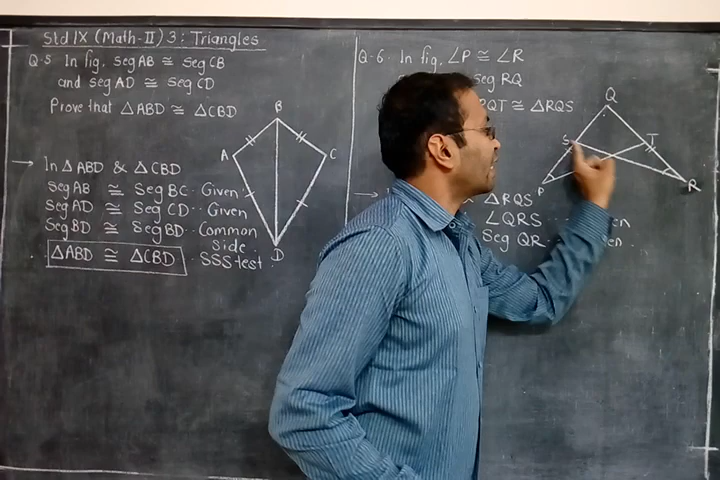 Std IX (Math-II) 3: Triangles
Q-5 In fig. seg AB ≅ seg CB
and seg AD ≅ seg CD
Prove that △ABD ≅ △CBD
B
A
C
D
→ In △ABD & △CBD
seg AB ≅ seg BC - Given
seg AD ≅ seg CD - - Given
seg BD ≅ seg BD - Common
side.
△ABD ≅ △CBD . SSS-test
Q-6. In fig. ∠P ≅ ∠R
seg RQ
PQT ≅ △RQS
Q
S
T
P
R
→ △RQS
∠QRS
seg QR